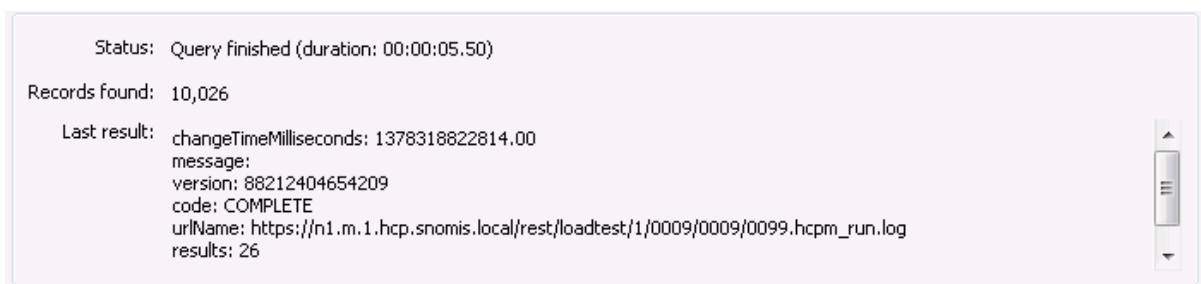 Status: Query finished (duration: 00:00:05.50)
Records found: 10,026
Last result: changeTimeMilliseconds: 1378318822814.00
message:
version: 88212404654209
code: COMPLETE
urlName: https://n1.m.1.hcp.snomis.local/rest/loadtest/1/0009/0009/0099.hcpm_run.log
results: 26